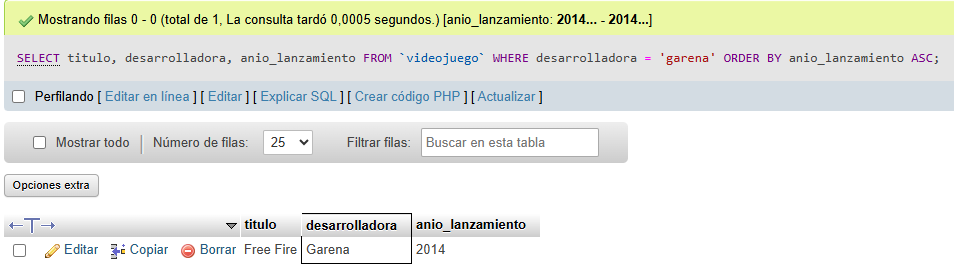 Mostrando filas 0 - 0 (total de 1, La consulta tardó 0,0005 segundos.) [anio_lanzamiento: 2014... - 2014...]
SELECT titulo, desarrolladora, anio_lanzamiento FROM `videojuego` WHERE desarrolladora = 'garena' ORDER BY anio_lanzamiento ASC;
Perfilando [ Editar en línea ] [ Editar ] [ Explicar SQL ] [ Crear código PHP ] [ Actualizar ]
Mostrar todo Número de filas: 25 Filtrar filas: Buscar en esta tabla
Opciones extra
titulo desarrolladora anio_lanzamiento
Editar Copiar Borrar Free Fire Garena 2014